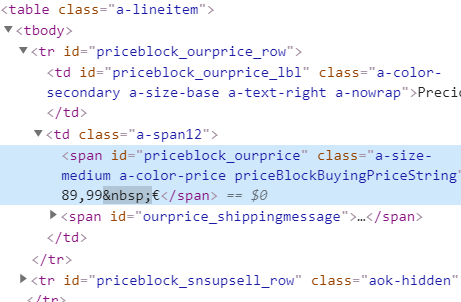 <table class="a-lineitem">
▼<tbody>
▼<tr id="priceblock_ourprice_row">
<td id="priceblock_ourprice_lbl" class="a-color-
secondary a-size-base a-text-right a-nowrap">Preci
</td>
▼<td class="a-span12">
<span id="priceblock_ourprice" class="a-size-
medium a-color-price priceBlockBuyingPriceString"
89,99&nbsp;€</span> == $0
▶<span id="ourprice_shippingmessage">…</span>
</td>
</tr>
▶<tr id="priceblock_snsupsell_row" class="aok-hidden"
</tr>